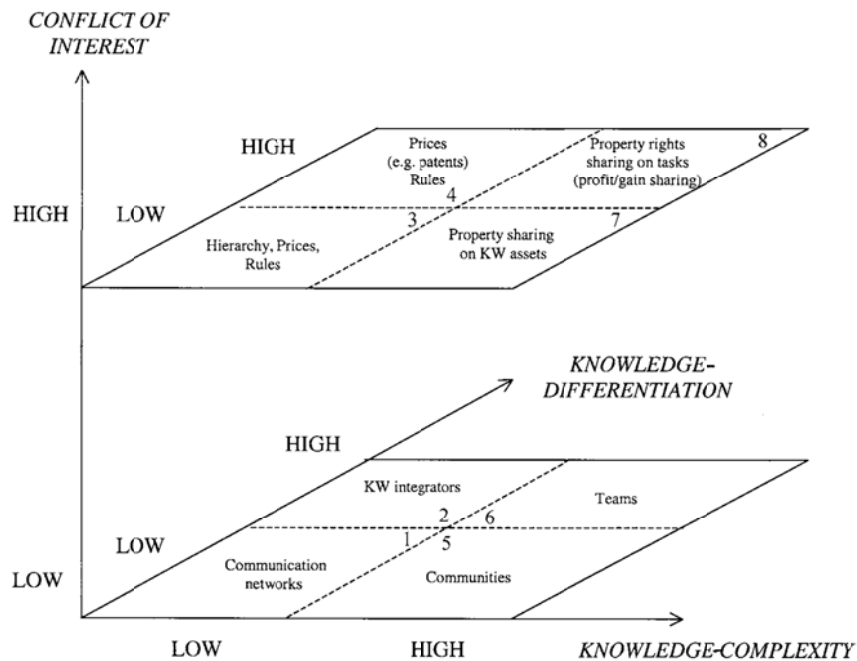 CONFLICT OF
INTEREST
HIGH
Prices
(e.g. patents)
Rules
4
Property rights
sharing on tasks
(profit/gain sharing)
8
HIGH
LOW
3
7
Hierarchy, Prices,
Rules
Property sharing
on KW assets
KNOWLEDGE-
DIFFERENTIATION
HIGH
KW integrators
2
6
Teams
LOW
1
5
LOW
Communication
networks
Communities
LOW
HIGH
KNOWLEDGE-COMPLEXITY